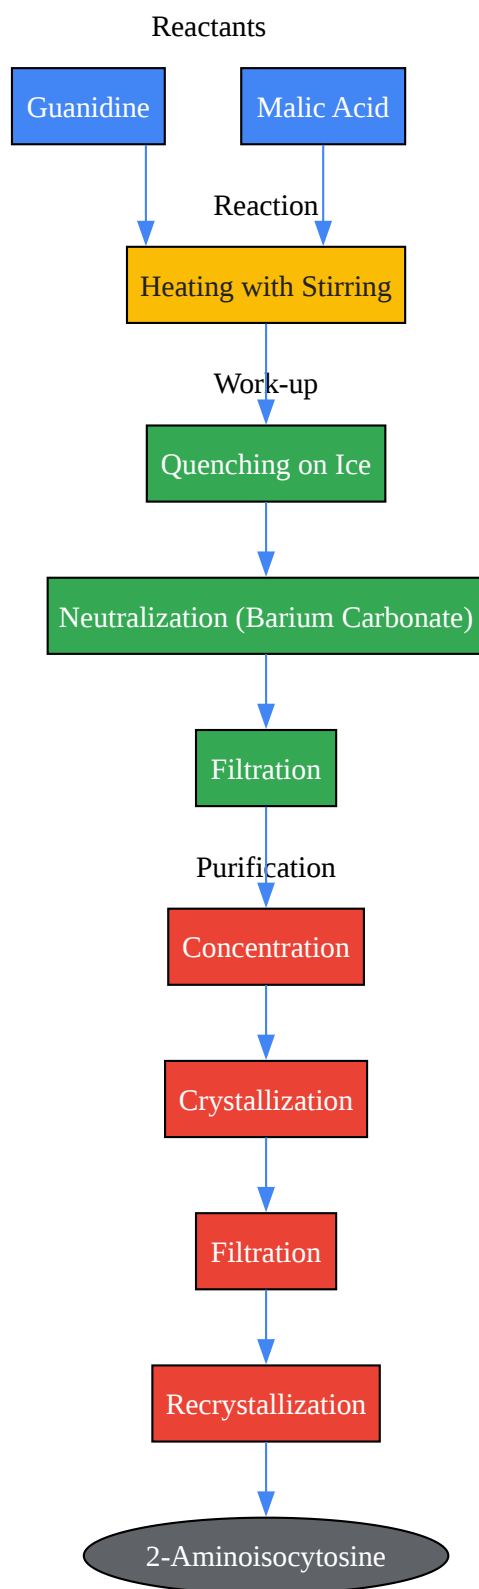 Reactants
Guanidine
Malic Acid
Reaction
Heating with Stirring
Work-up
Quenching on Ice
Neutralization (Barium Carbonate)
Filtration
Purification
Concentration
Crystallization
Filtration
Recrystallization
2-Aminoisocytosine